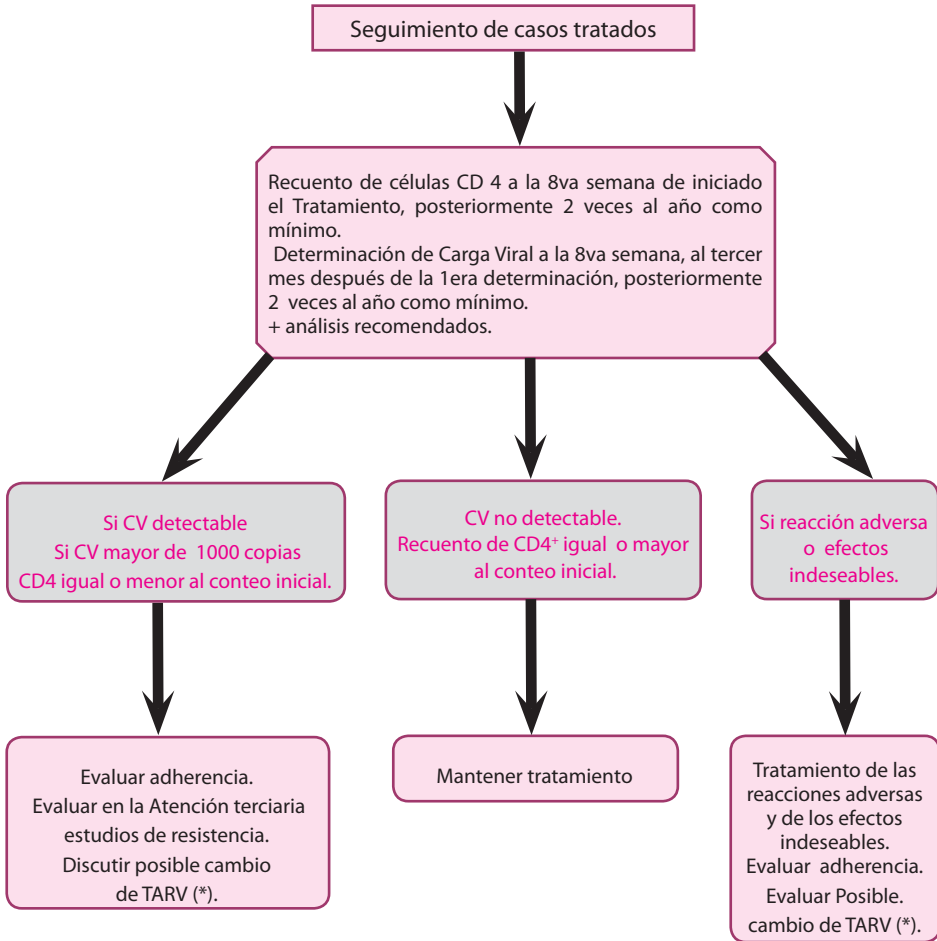 Seguimiento de casos tratados
Recuento de células CD 4 a la 8va semana de iniciado
el Tratamiento, posteriormente 2 veces al año como
mínimo.
Determinación de Carga Viral a la 8va semana, al tercer
mes después de la 1era determinación, posteriormente
2 veces al año como mínimo.
+ análisis recomendados.
Si CV detectable
Si CV mayor de 1000 copias
CD4 igual o menor al conteo inicial.
CV no detectable.
Recuento de CD4⁺ igual o mayor
al conteo inicial.
Si reacción adversa
o efectos
indeseables.
Evaluar adherencia.
Evaluar en la Atención terciaria
estudios de resistencia.
Discutir posible cambio
de TARV (*).
Mantener tratamiento
Tratamiento de las
reacciones adversas
y de los efectos
indeseables.
Evaluar adherencia.
Evaluar Posible.
cambio de TARV (*).